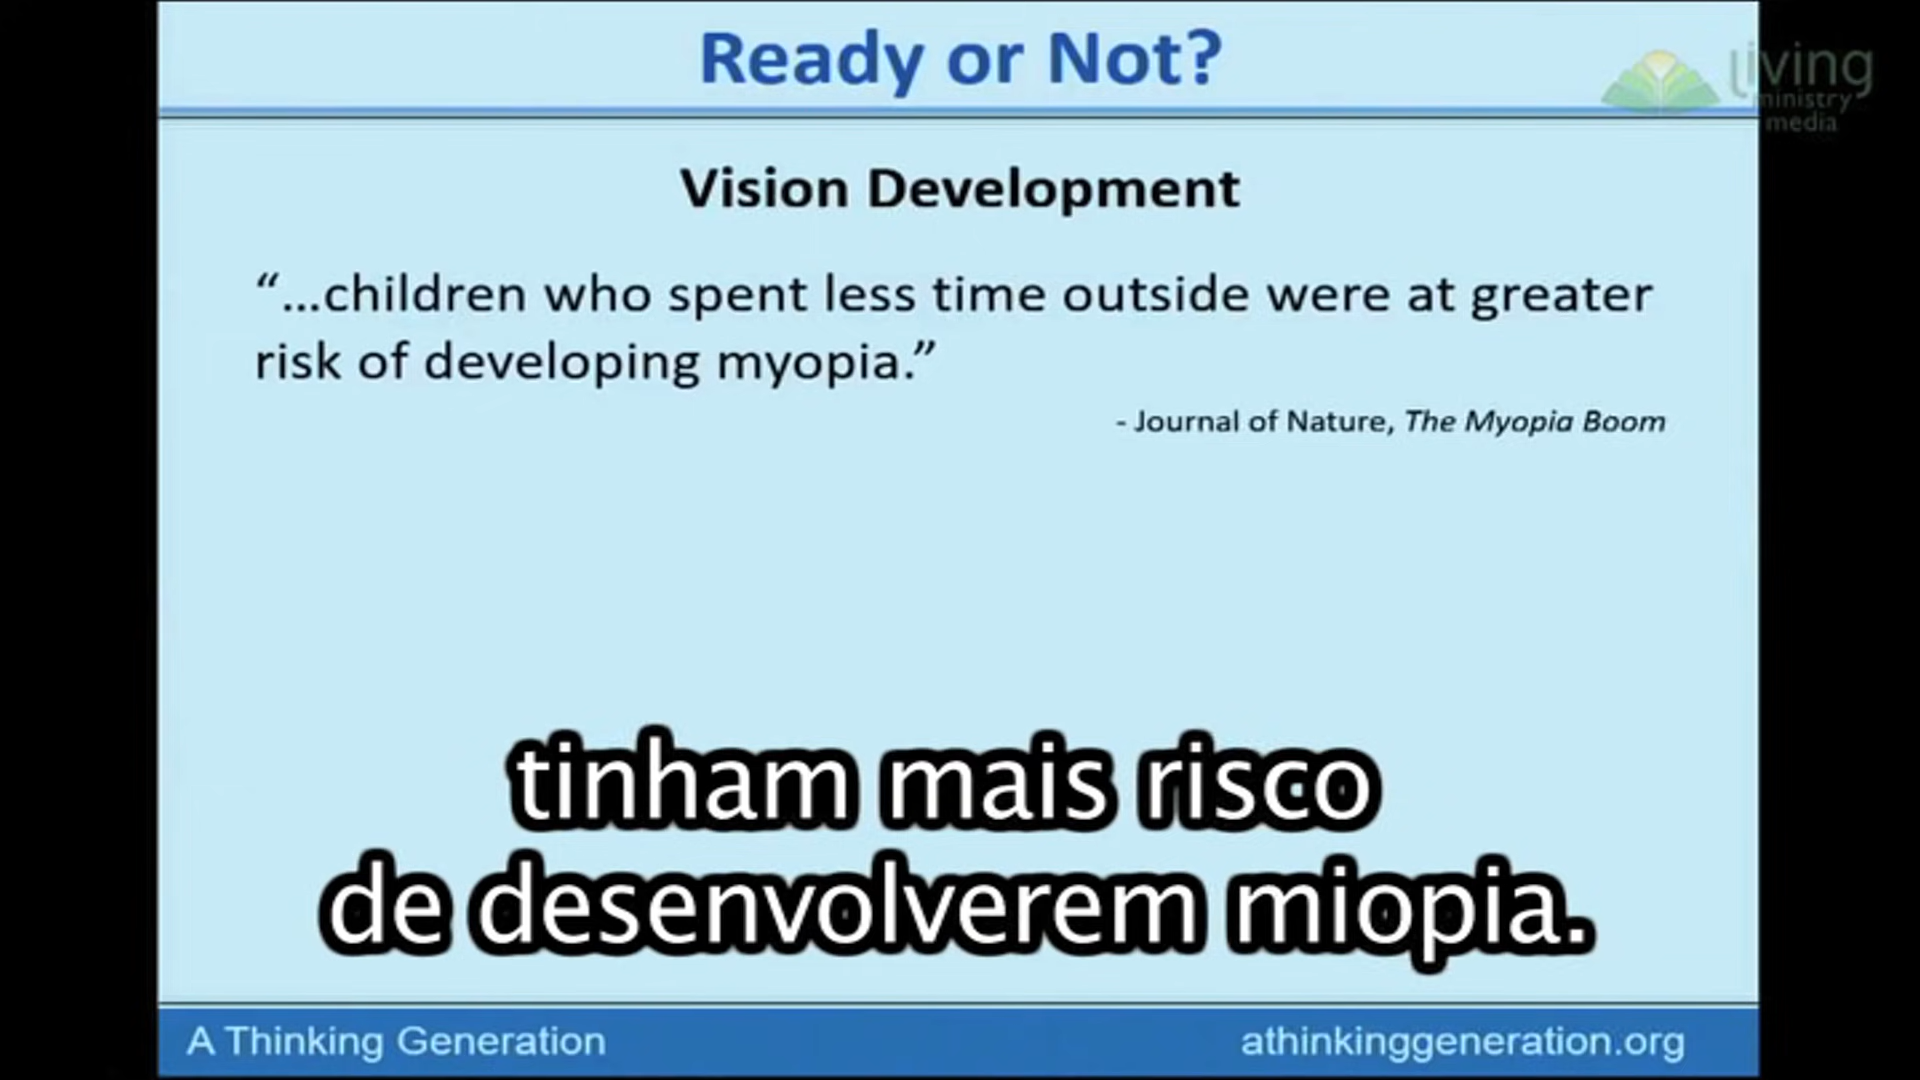 Ready or Not?
living
ministry
media
Vision Development
“...children who spent less time outside were at greater
risk of developing myopia.”
- Journal of Nature, The Myopia Boom
tinham mais risco
de desenvolverem miopia.
A Thinking Generation
athinkinggeneration.org